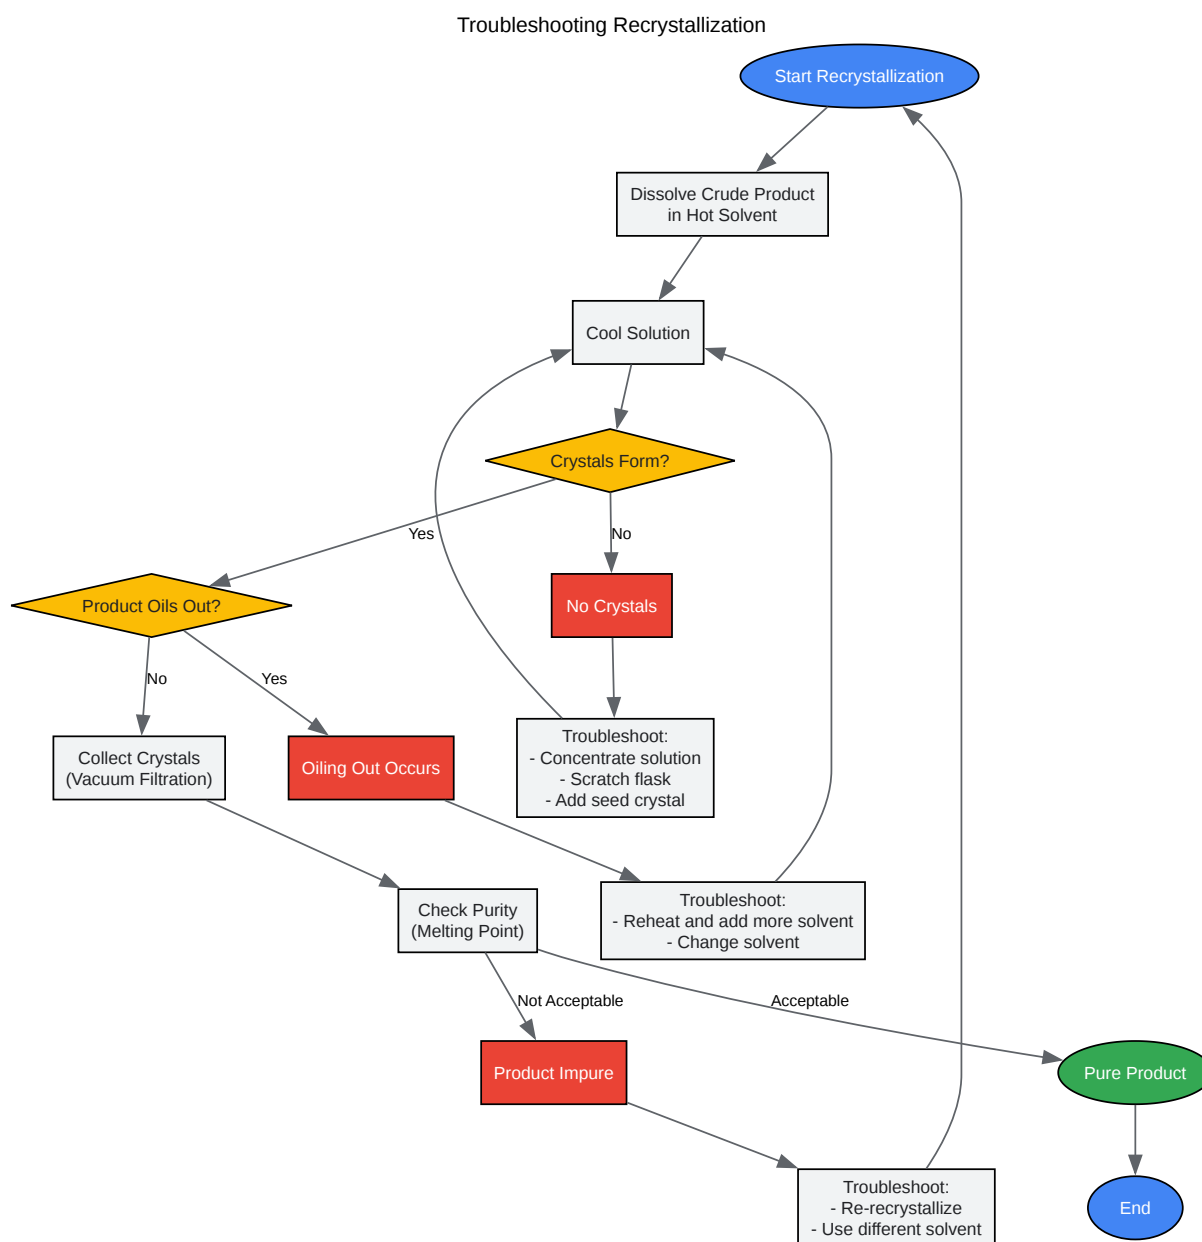 Troubleshooting Recrystallization
Start Recrystallization
Dissolve Crude Product
in Hot Solvent
Cool Solution
Crystals Form?
Yes
No
Product Oils Out?
No Crystals
No
Yes
Collect Crystals
(Vacuum Filtration)
Oiling Out Occurs
Troubleshoot:
- Concentrate solution
- Scratch flask
- Add seed crystal
Check Purity
(Melting Point)
Troubleshoot:
- Reheat and add more solvent
- Change solvent
Not Acceptable
Acceptable
Product Impure
Pure Product
Troubleshoot:
- Re-recrystallize
- Use different solvent
End